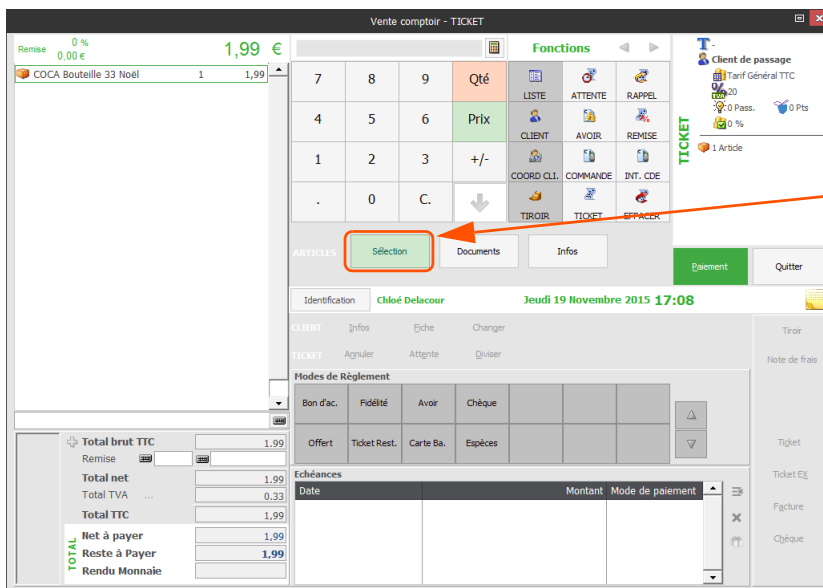 Vente comptoir - TICKET
Remise 0 % 0,00 € 1,99 €
COCA Bouteille 33 Noël 1 1,99
7 8 9 Qté
4 5 6 Prix
1 2 3 +/-
. 0 C.
Fonctions
LISTE ATTENTE RAPPEL
CLIENT AVOIR REMISE
COORD CLI. COMMANDE INT. CDE
TIROIR TICKET EFFACER
TICKET
T -
Client de passage
Tarif Général TTC
20
0 Pass. 0 Pts
0 %
1 Article
ARTICLES Sélection Documents Infos
Paiement Quitter
Identification Chloé Delacour Jeudi 19 Novembre 2015 17:08
CLIENT Infos Fiche Changer
TICKET Annuler Attente Diviser
Modes de Règlement
Bon d'ac. Fidélité Avoir Chèque
Offert Ticket Rest. Carte Ba. Espèces
Echéances
Date Montant Mode de paiement
Tiroir
Note de frais
Ticket
Ticket EX
Facture
Chèque
Total brut TTC 1.99
Remise
Total net 1.99
Total TVA ... 0.33
Total TTC 1,99
TOTAL
Net à payer 1,99
Reste à Payer 1,99
Rendu Monnaie